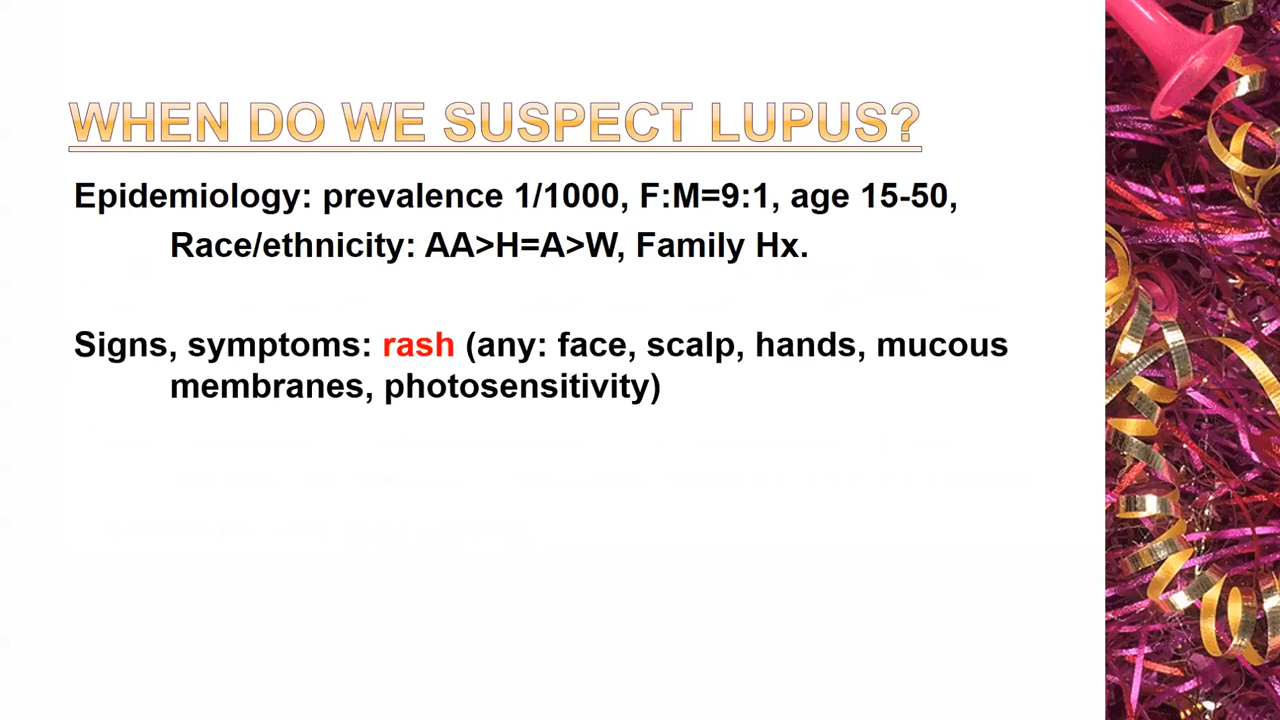 WHEN DO WE SUSPECT LUPUS?
Epidemiology: prevalence 1/1000, F:M=9:1, age 15-50,
Race/ethnicity: AA>H=A>W, Family Hx.
Signs, symptoms: rash (any: face, scalp, hands, mucous
membranes, photosensitivity)